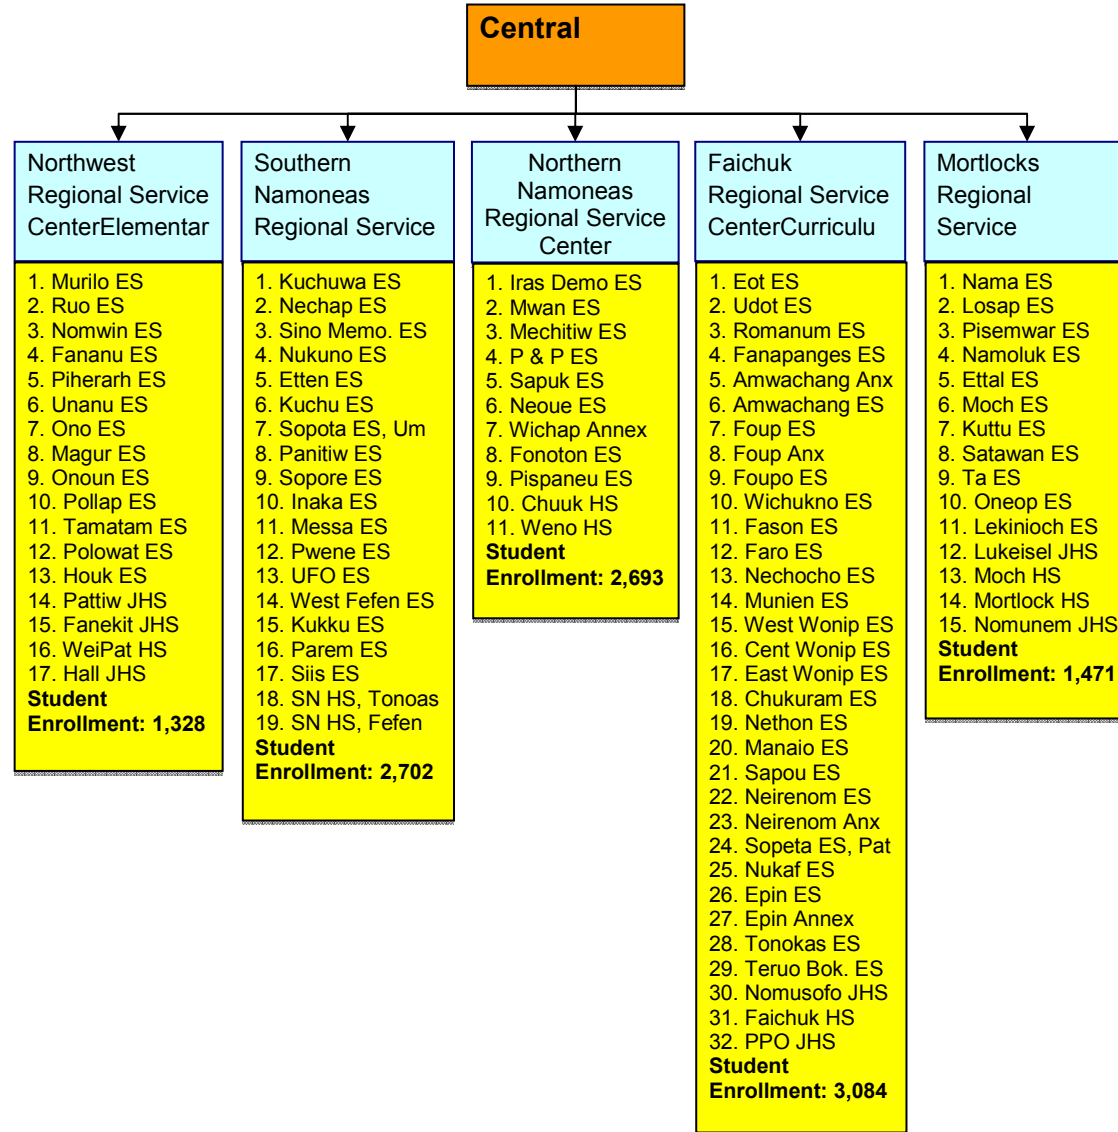 Central
Northwest
Regional Service
CenterElementar
1. Murilo ES
2. Ruo ES
3. Nomwin ES
4. Fananu ES
5. Piherarh ES
6. Unanu ES
7. Ono ES
8. Magur ES
9. Onoun ES
10. Pollap ES
11. Tamatam ES
12. Polowat ES
13. Houk ES
14. Pattiw JHS
15. Fanekit JHS
16. WeiPat HS
17. Hall JHS
Student
Enrollment: 1,328
Southern
Namoneas
Regional Service
1. Kuchuwa ES
2. Nechap ES
3. Sino Memo. ES
4. Nukuno ES
5. Etten ES
6. Kuchu ES
7. Sopota ES, Um
8. Panitiw ES
9. Sopore ES
10. Inaka ES
11. Messa ES
12. Pwene ES
13. UFO ES
14. West Fefen ES
15. Kukku ES
16. Parem ES
17. Siis ES
18. SN HS, Tonoas
19. SN HS, Fefen
Student
Enrollment: 2,702
Northern
Namoneas
Regional Service
Center
1. Iras Demo ES
2. Mwan ES
3. Mechitiw ES
4. P & P ES
5. Sapuk ES
6. Neoue ES
7. Wichap Annex
8. Fonoton ES
9. Pispaneu ES
10. Chuuk HS
11. Weno HS
Student
Enrollment: 2,693
Faichuk
Regional Service
CenterCurriculu
1. Eot ES
2. Udot ES
3. Romanum ES
4. Fanapanges ES
5. Amwachang Anx
6. Amwachang ES
7. Foup ES
8. Foup Anx
9. Foupo ES
10. Wichukno ES
11. Fason ES
12. Faro ES
13. Nechocho ES
14. Munien ES
15. West Wonip ES
16. Cent Wonip ES
17. East Wonip ES
18. Chukuram ES
19. Nethon ES
20. Manaio ES
21. Sapou ES
22. Neirenom ES
23. Neirenom Anx
24. Sopeta ES, Pat
25. Nukaf ES
26. Epin ES
27. Epin Annex
28. Tonokas ES
29. Teruo Bok. ES
30. Nomusofo JHS
31. Faichuk HS
32. PPO JHS
Student
Enrollment: 3,084
Mortlocks
Regional
Service
1. Nama ES
2. Losap ES
3. Pisemwar ES
4. Namoluk ES
5. Ettal ES
6. Moch ES
7. Kuttu ES
8. Satawan ES
9. Ta ES
10. Oneop ES
11. Lekinioch ES
12. Lukeisel JHS
13. Moch HS
14. Mortlock HS
15. Nomunem JHS
Student
Enrollment: 1,471